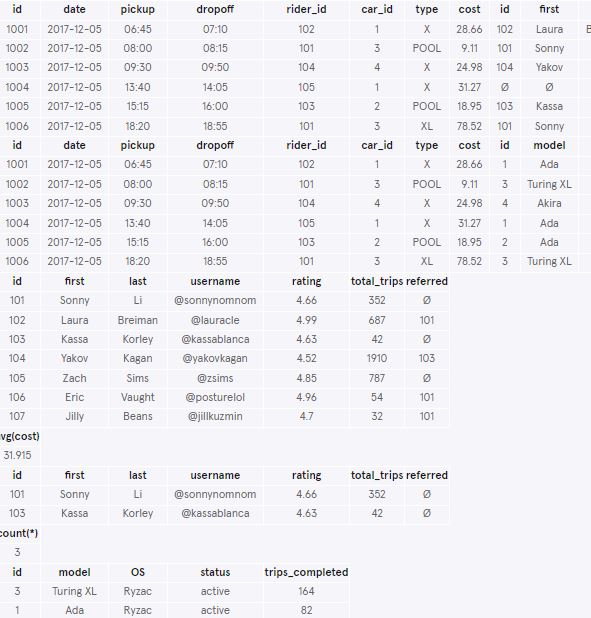 id date pickup dropoff rider_id car_id type cost id first
1001 2017-12-05 06:45 07:10 102 1 X 28.66 102 Laura B
1002 2017-12-05 08:00 08:15 101 3 POOL 9.11 101 Sonny
1003 2017-12-05 09:30 09:50 104 4 X 24.98 104 Yakov
1004 2017-12-05 13:40 14:05 105 1 X 31.27 Ø Ø
1005 2017-12-05 15:15 16:00 103 2 POOL 18.95 103 Kassa
1006 2017-12-05 18:20 18:55 101 3 XL 78.52 101 Sonny
id date pickup dropoff rider_id car_id type cost id model
1001 2017-12-05 06:45 07:10 102 1 X 28.66 1 Ada
1002 2017-12-05 08:00 08:15 101 3 POOL 9.11 3 Turing XL
1003 2017-12-05 09:30 09:50 104 4 X 24.98 4 Akira
1004 2017-12-05 13:40 14:05 105 1 X 31.27 1 Ada
1005 2017-12-05 15:15 16:00 103 2 POOL 18.95 2 Ada
1006 2017-12-05 18:20 18:55 101 3 XL 78.52 3 Turing XL
id first last username rating total_trips referred
101 Sonny Li @sonnynomnom 4.66 352 Ø
102 Laura Breiman @lauracle 4.99 687 101
103 Kassa Korley @kassablanca 4.63 42 Ø
104 Yakov Kagan @yakovkagan 4.52 1910 103
105 Zach Sims @zsims 4.85 787 Ø
106 Eric Vaught @posturelol 4.96 54 101
107 Jilly Beans @jillkuzmin 4.7 32 101
vg(cost)
31.915
id first last username rating total_trips referred
101 Sonny Li @sonnynomnom 4.66 352 Ø
103 Kassa Korley @kassablanca 4.63 42 Ø
count(*)
3
id model OS status trips_completed
3 Turing XL Ryzac active 164
1 Ada Ryzac active 82